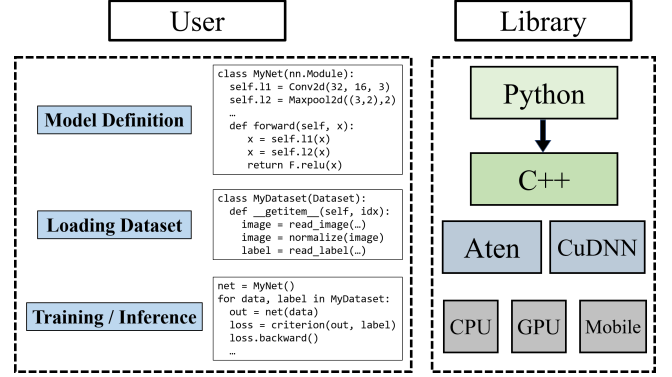 User
Library
Model Definition
class MyNet(nn.Module):
  self.l1 = Conv2d(32, 16, 3)
  self.l2 = Maxpool2d((3,2),2)
  …
  def forward(self, x):
    x = self.l1(x)
    x = self.l2(x)
    return F.relu(x)
Loading Dataset
class MyDataset(Dataset):
  def __getitem__(self, idx):
    image = read_image(…)
    image = normalize(image)
    label = read_label(…)
Training / Inference
net = MyNet()
for data, label in MyDataset:
  out = net(data)
  loss = criterion(out, label)
  loss.backward()
  …
Python
C++
Aten
CuDNN
CPU
GPU
Mobile